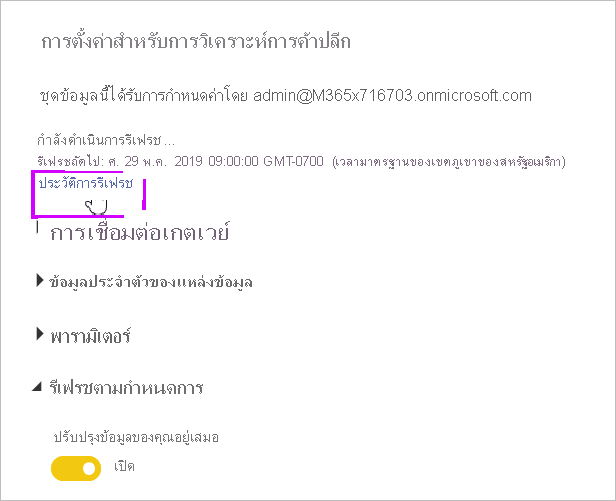 การตั้งค่าสำหรับการวิเคราะห์การค้าปลีก
ชุดข้อมูลนี้ได้รับการกำหนดค่าโดย admin@M365x716703.onmicrosoft.com
กำลังดำเนินการรีเฟรช...
รีเฟรชถัดไป: ศ. 29 พ.ค. 2019 09:00:00 GMT-0700 (เวลามาตรฐานของเขตภูเขาของสหรัฐอเมริกา)
ประวัติการรีเฟรช
การเชื่อมต่อเกตเวย์
ข้อมูลประจำตัวของแหล่งข้อมูล
พารามิเตอร์
รีเฟรชตามกำหนดการ
ปรับปรุงข้อมูลของคุณอยู่เสมอ
เปิด